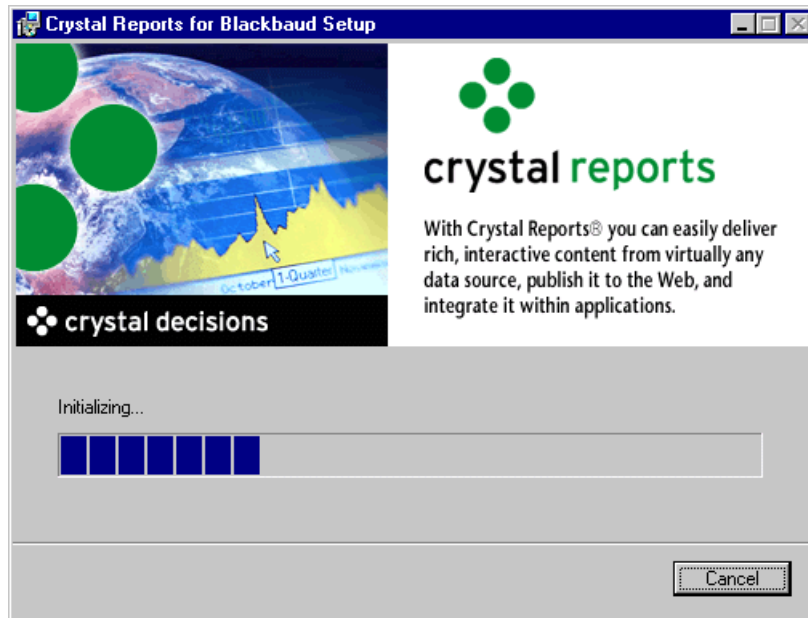 Crystal Reports for Blackbaud Setup
crystal reports
With Crystal Reports® you can easily deliver
rich, interactive content from virtually any
data source, publish it to the Web, and
integrate it within applications.
October 1-Quarter
crystal decisions
Initializing...
Cancel